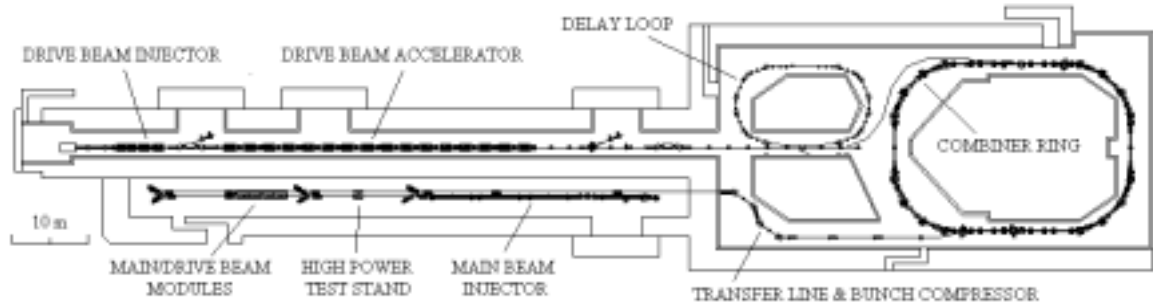 DELAY LOOP
DRIVE BEAM INJECTOR
DRIVE BEAM ACCELERATOR
COMBINER RING
10 m
MAIN/DRIVE BEAM
MODULES
HIGH POWER
TEST STAND
MAIN BEAM
INJECTOR
TRANSFER LINE & BUNCH COMPRESSOR